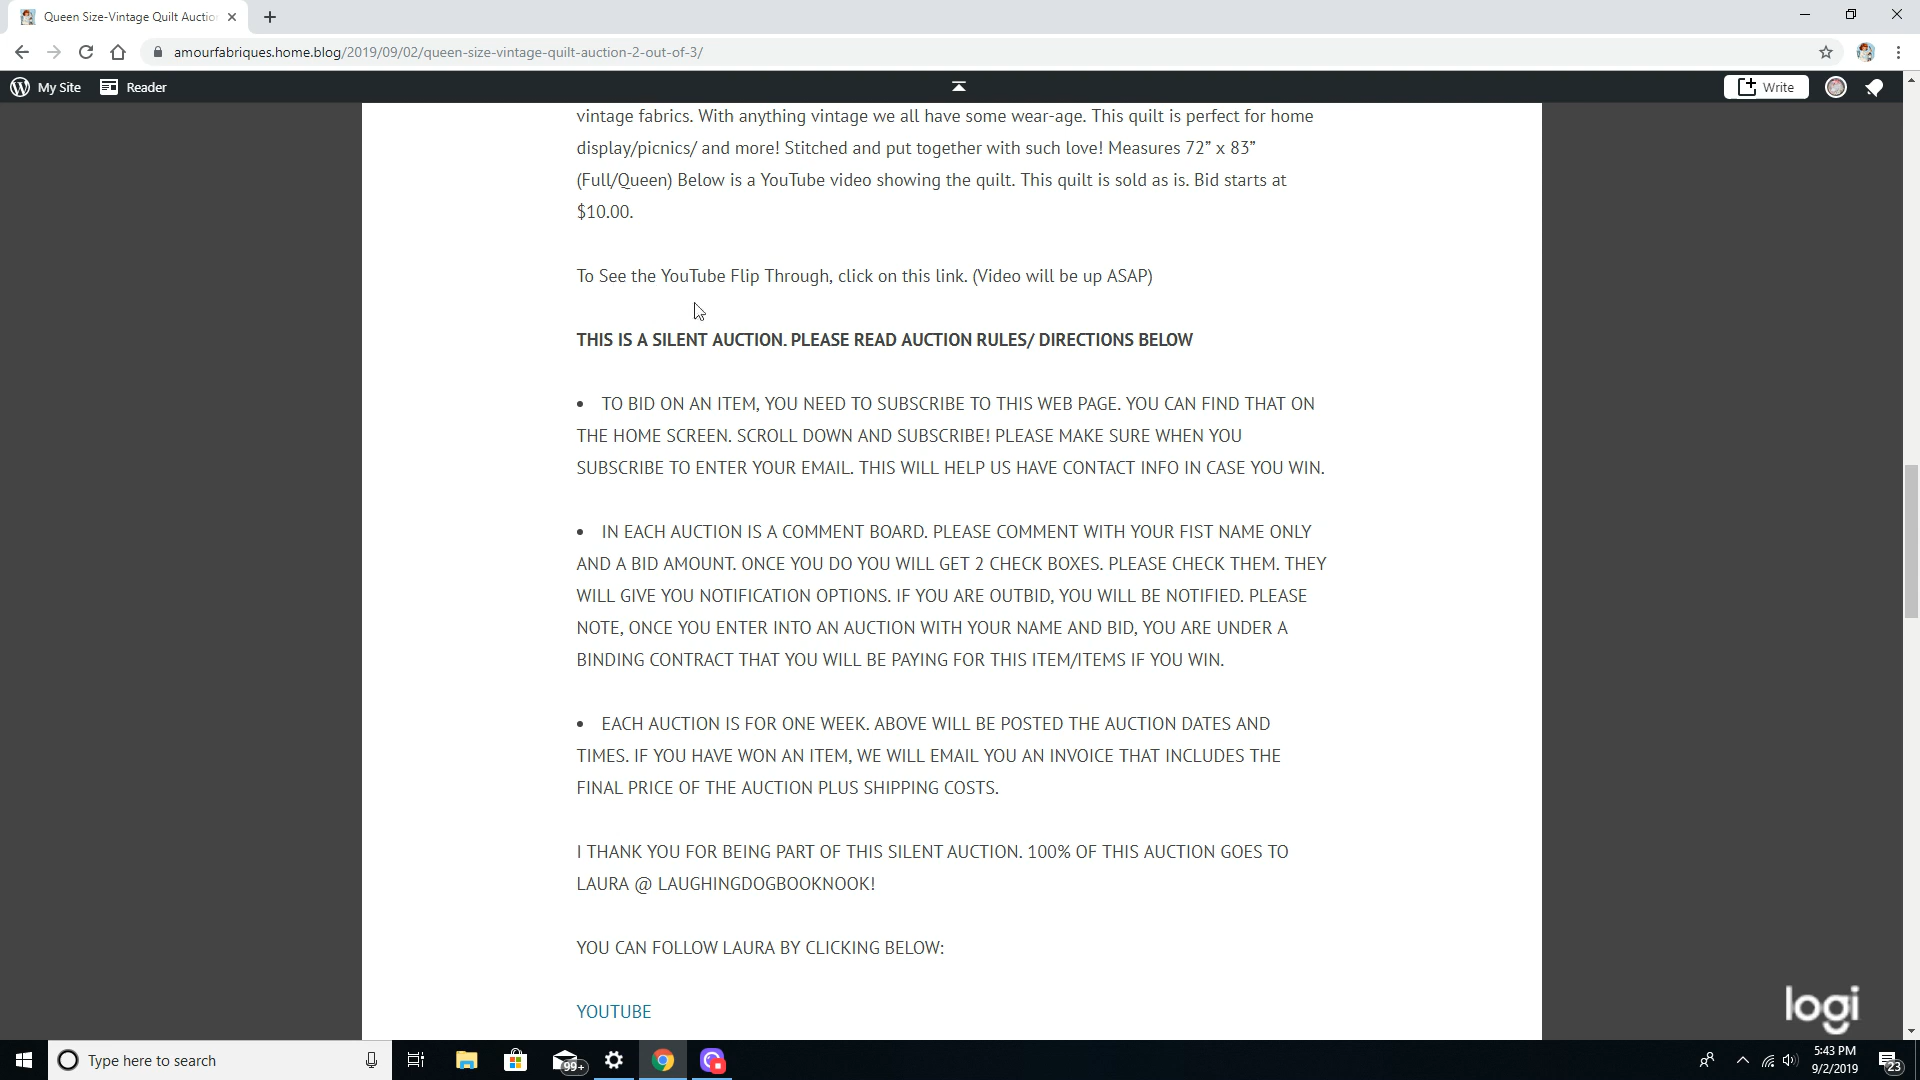 Queen Size-Vintage Quilt Auctio
amourfabriques.home.blog/2019/09/02/queen-size-vintage-quilt-auction-2-out-of-3/
My Site
Reader
Write
vintage fabrics. With anything vintage we all have some wear-age. This quilt is perfect for home
display/picnics/ and more! Stitched and put together with such love! Measures 72” x 83”
(Full/Queen) Below is a YouTube video showing the quilt. This quilt is sold as is. Bid starts at
$10.00.
To See the YouTube Flip Through, click on this link. (Video will be up ASAP)
THIS IS A SILENT AUCTION. PLEASE READ AUCTION RULES/ DIRECTIONS BELOW
• TO BID ON AN ITEM, YOU NEED TO SUBSCRIBE TO THIS WEB PAGE. YOU CAN FIND THAT ON
THE HOME SCREEN. SCROLL DOWN AND SUBSCRIBE! PLEASE MAKE SURE WHEN YOU
SUBSCRIBE TO ENTER YOUR EMAIL. THIS WILL HELP US HAVE CONTACT INFO IN CASE YOU WIN.
• IN EACH AUCTION IS A COMMENT BOARD. PLEASE COMMENT WITH YOUR FIST NAME ONLY
AND A BID AMOUNT. ONCE YOU DO YOU WILL GET 2 CHECK BOXES. PLEASE CHECK THEM. THEY
WILL GIVE YOU NOTIFICATION OPTIONS. IF YOU ARE OUTBID, YOU WILL BE NOTIFIED. PLEASE
NOTE, ONCE YOU ENTER INTO AN AUCTION WITH YOUR NAME AND BID, YOU ARE UNDER A
BINDING CONTRACT THAT YOU WILL BE PAYING FOR THIS ITEM/ITEMS IF YOU WIN.
• EACH AUCTION IS FOR ONE WEEK. ABOVE WILL BE POSTED THE AUCTION DATES AND
TIMES. IF YOU HAVE WON AN ITEM, WE WILL EMAIL YOU AN INVOICE THAT INCLUDES THE
FINAL PRICE OF THE AUCTION PLUS SHIPPING COSTS.
I THANK YOU FOR BEING PART OF THIS SILENT AUCTION. 100% OF THIS AUCTION GOES TO
LAURA @ LAUGHINGDOGBOOKNOOK!
YOU CAN FOLLOW LAURA BY CLICKING BELOW:
YOUTUBE
logi
Type here to search
99+
5:43 PM
9/2/2019
23